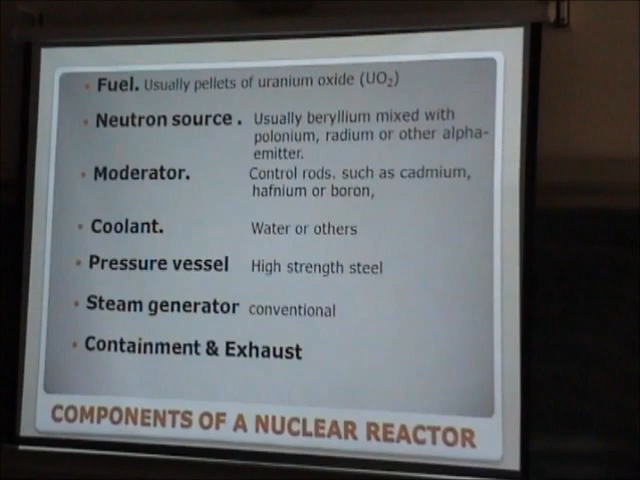 Fuel. Usually pellets of uranium oxide (UO₂)
Neutron source . Usually beryllium mixed with
polonium, radium or other alpha-
emitter.
Moderator. Control rods. such as cadmium,
hafnium or boron,
Coolant. Water or others
Pressure vessel High strength steel
Steam generator conventional
Containment & Exhaust
COMPONENTS OF A NUCLEAR REACTOR